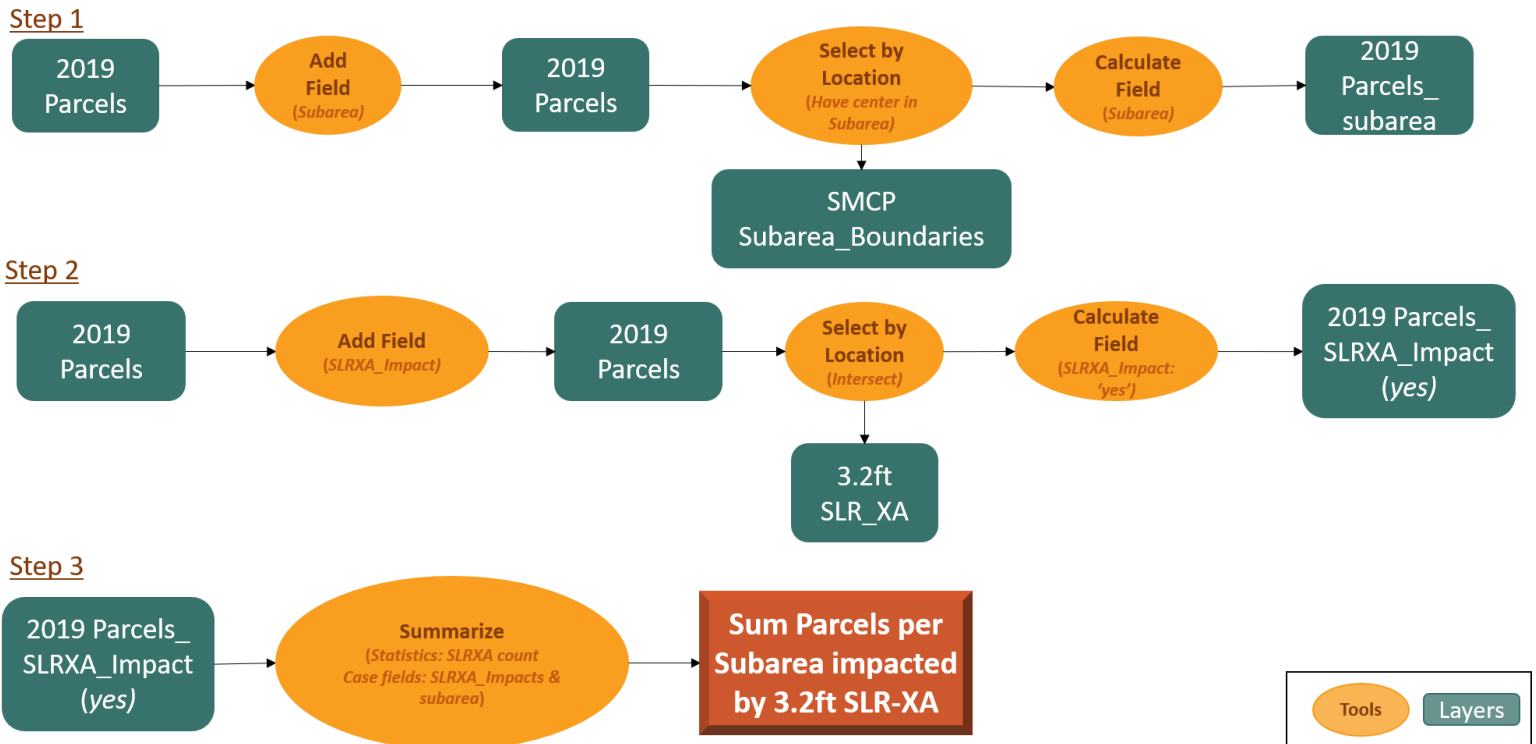 Step 1
2019
Parcels
Add
Field
(Subarea)
2019
Parcels
Select by
Location
(Have center in
Subarea)
Calculate
Field
(Subarea)
2019
Parcels_
subarea
SMCP
Subarea_Boundaries
Step 2
2019
Parcels
Add Field
(SLRXA_Impact)
2019
Parcels
Select by
Location
(Intersect)
Calculate
Field
(SLRXA_Impact:
‘yes’)
2019 Parcels_
SLRXA_Impact
(yes)
3.2ft
SLR_XA
Step 3
2019 Parcels_
SLRXA_Impact
(yes)
Summarize
(Statistics: SLRXA count
Case fields: SLRXA_Impacts &
subarea)
Sum Parcels per
Subarea impacted
by 3.2ft SLR-XA
Tools
Layers